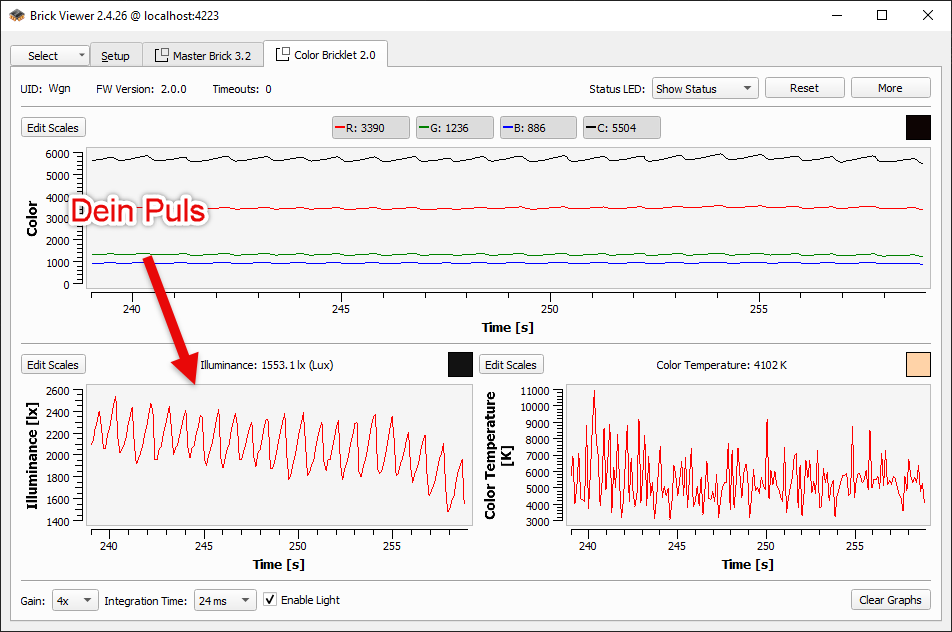 Brick Viewer 2.4.26 @ localhost:4223
Select Setup Master Brick 3.2 Color Bricklet 2.0
UID: Wgn FW Version: 2.0.0 Timeouts: 0 Status LED: Show Status Reset More
Edit Scales R: 3390 G: 1236 B: 886 C: 5504
6000
5000
4000
3000
2000
1000
0
Color
Dein Puls
240 245 250 255
Time [s]
Edit Scales Illuminance: 1553.1 lx (Lux)
2600
2400
2200
2000
1800
1600
1400
Illuminance [lx]
240 245 250 255
Time [s]
Edit Scales Color Temperature: 4102 K
11000
10000
9000
8000
7000
6000
5000
4000
3000
Color Temperature
[K]
240 245 250 255
Time [s]
Gain: 4x Integration Time: 24 ms Enable Light Clear Graphs